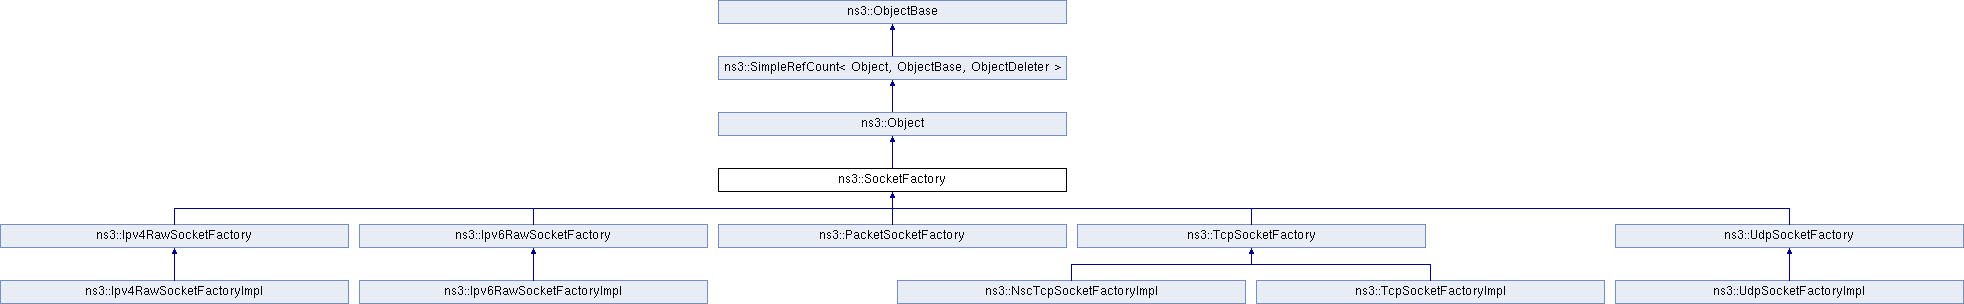 ns3::ObjectBase
ns3::SimpleRefCount< Object, ObjectBase, ObjectDeleter >
ns3::Object
ns3::SocketFactory
ns3::Ipv4RawSocketFactory
ns3::Ipv6RawSocketFactory
ns3::PacketSocketFactory
ns3::TcpSocketFactory
ns3::UdpSocketFactory
ns3::Ipv4RawSocketFactoryImpl
ns3::Ipv6RawSocketFactoryImpl
ns3::NscTcpSocketFactoryImpl
ns3::TcpSocketFactoryImpl
ns3::UdpSocketFactoryImpl